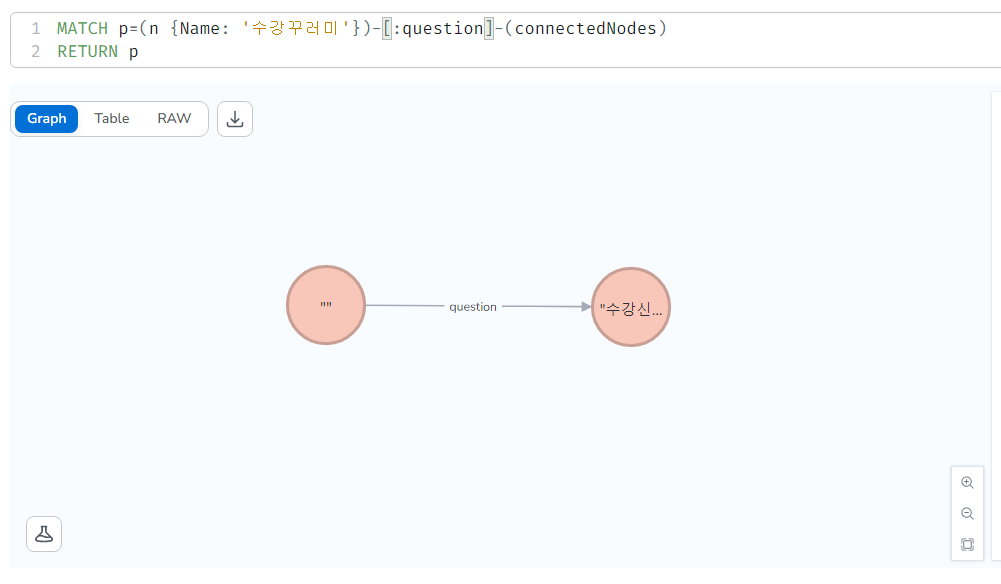 1 MATCH p=(n {Name: '수강꾸러미'})-[:question]-(connectedNodes)
2 RETURN p
Graph Table RAW
"" question "수강신...